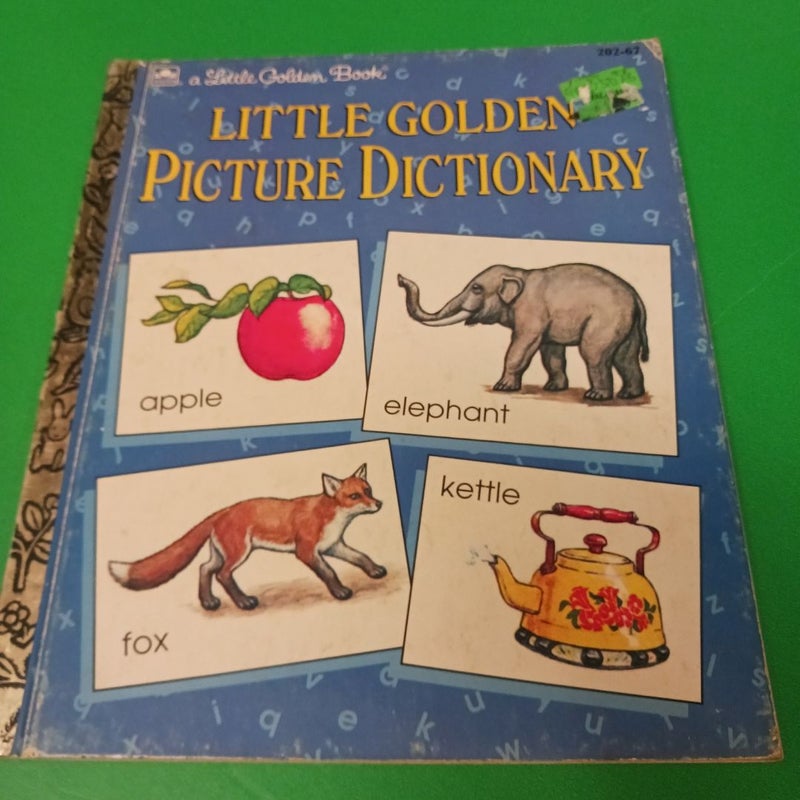 a Little Golden Book®
202-62
LITTLE GOLDEN
PICTURE DICTIONARY
apple
elephant
fox
kettle